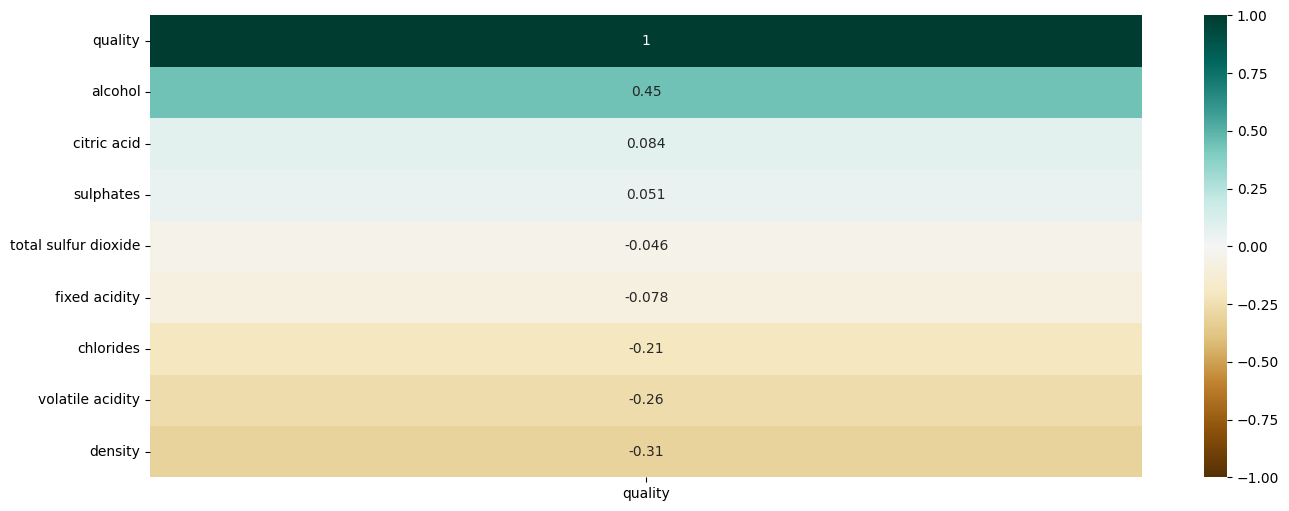 quality 1
alcohol 0.45
citric acid 0.084
sulphates 0.051
total sulfur dioxide -0.046
fixed acidity -0.078
chlorides -0.21
volatile acidity -0.26
density -0.31
quality
1.00
0.75
0.50
0.25
0.00
−0.25
−0.50
−0.75
−1.00